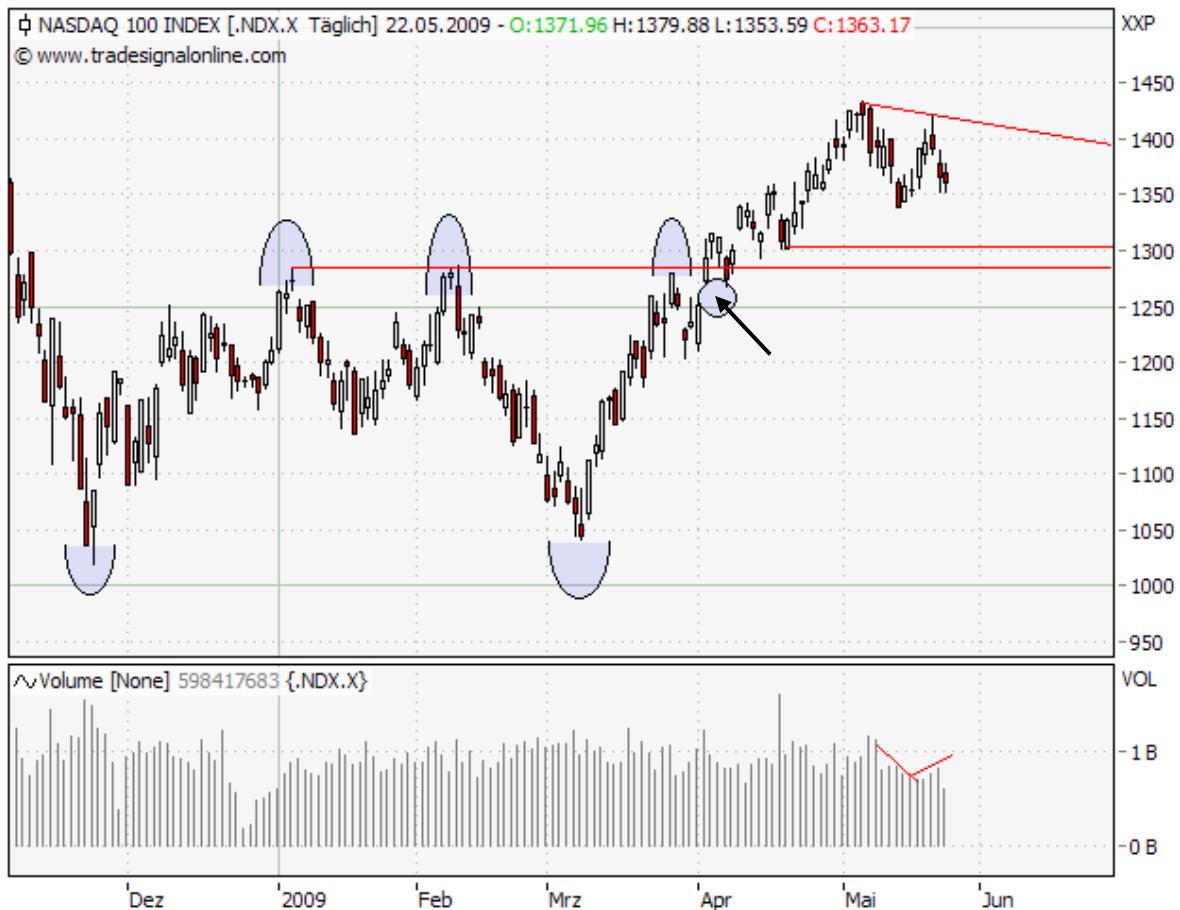 NASDAQ 100 INDEX [.NDX.X Täglich] 22.05.2009 - O:1371.96 H:1379.88 L:1353.59 C:1363.17
© www.tradesignalonline.com
XXP
1450
1400
1350
1300
1250
1200
1150
1100
1050
1000
950
Volume [None] 598417683 {.NDX.X}
VOL
1 B
0 B
Dez 2009 Feb Mrz Apr Mai Jun